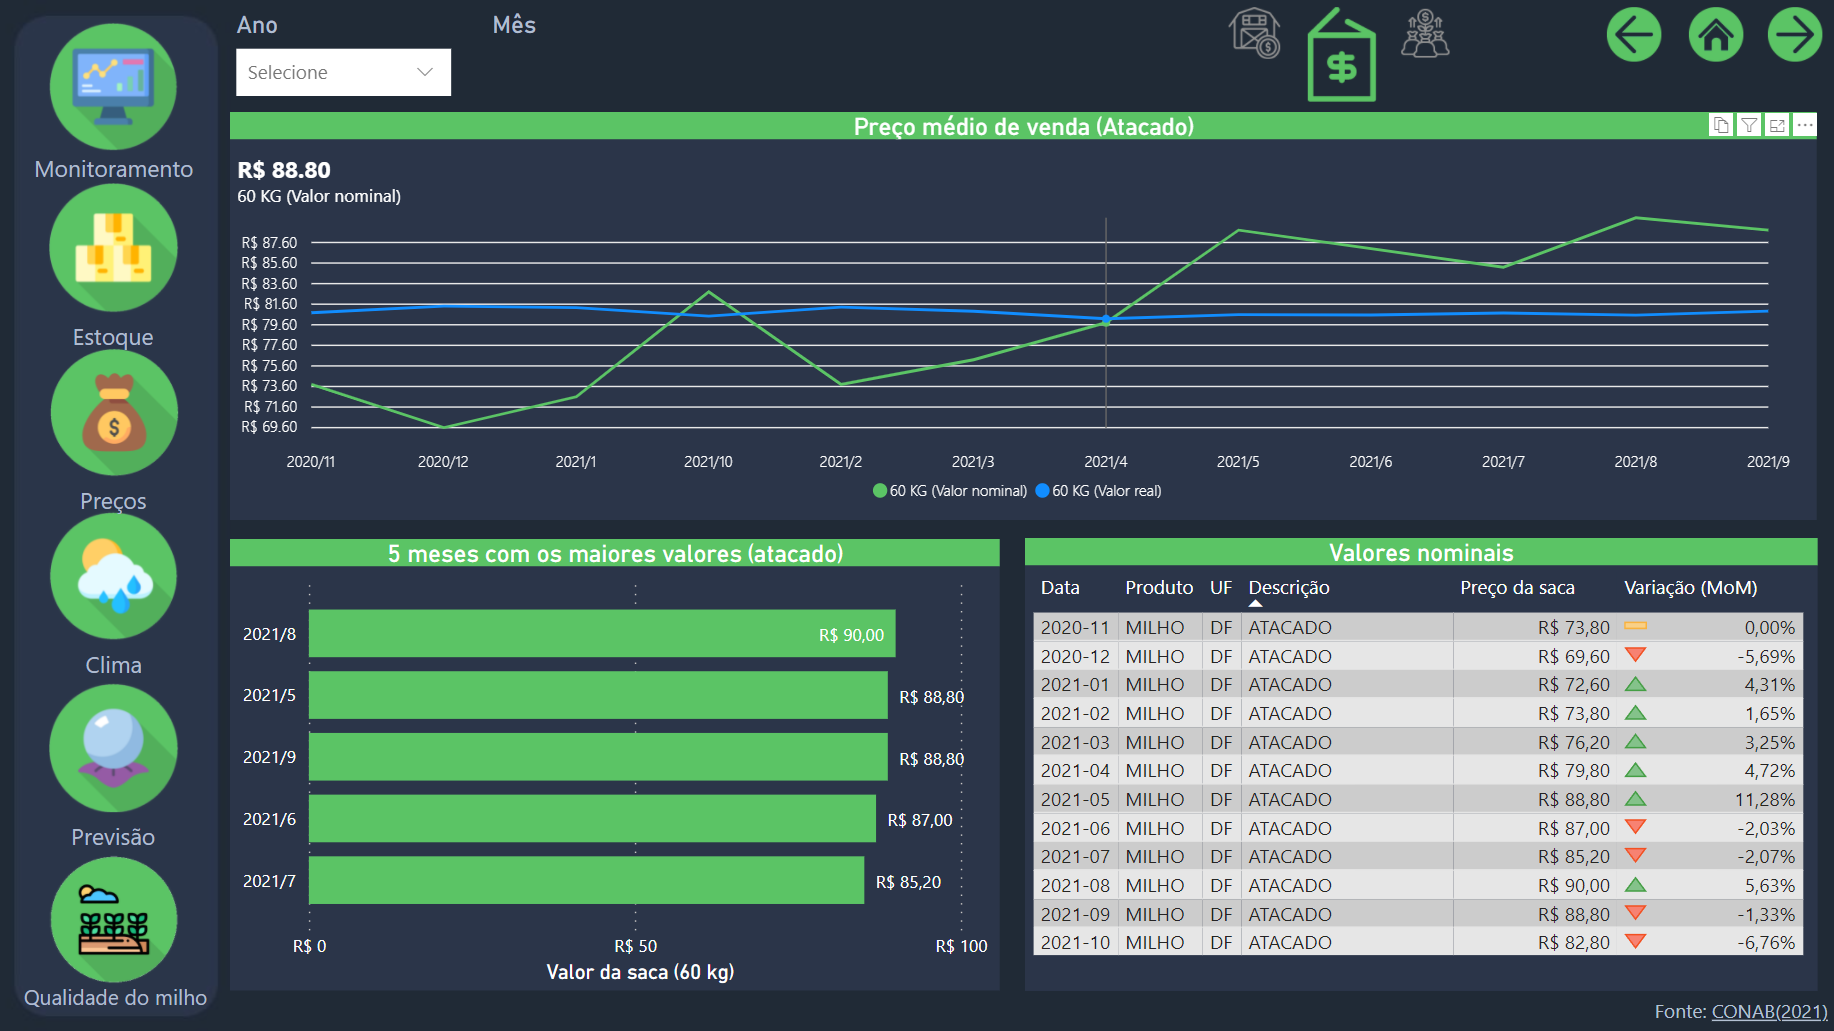 Ano
Mês
Selecione
Monitoramento
Estoque
Preços
Clima
Previsão
Qualidade do milho
Preço médio de venda (Atacado)
R$ 88.80
60 KG (Valor nominal)
R$ 87.60
R$ 85.60
R$ 83.60
R$ 81.60
R$ 79.60
R$ 77.60
R$ 75.60
R$ 73.60
R$ 71.60
R$ 69.60
2020/11 2020/12 2021/1 2021/10 2021/2 2021/3 2021/4 2021/5 2021/6 2021/7 2021/8 2021/9
60 KG (Valor nominal) 60 KG (Valor real)
5 meses com os maiores valores (atacado)
2021/8 R$ 90,00
2021/5 R$ 88,80
2021/9 R$ 88,80
2021/6 R$ 87,00
2021/7 R$ 85,20
R$ 0 R$ 50 R$ 100
Valor da saca (60 kg)
Valores nominais
Data Produto UF Descrição Preço da saca Variação (MoM)
2020-11 MILHO DF ATACADO R$ 73,80 0,00%
2020-12 MILHO DF ATACADO R$ 69,60 -5,69%
2021-01 MILHO DF ATACADO R$ 72,60 4,31%
2021-02 MILHO DF ATACADO R$ 73,80 1,65%
2021-03 MILHO DF ATACADO R$ 76,20 3,25%
2021-04 MILHO DF ATACADO R$ 79,80 4,72%
2021-05 MILHO DF ATACADO R$ 88,80 11,28%
2021-06 MILHO DF ATACADO R$ 87,00 -2,03%
2021-07 MILHO DF ATACADO R$ 85,20 -2,07%
2021-08 MILHO DF ATACADO R$ 90,00 5,63%
2021-09 MILHO DF ATACADO R$ 88,80 -1,33%
2021-10 MILHO DF ATACADO R$ 82,80 -6,76%
Fonte: CONAB(2021)